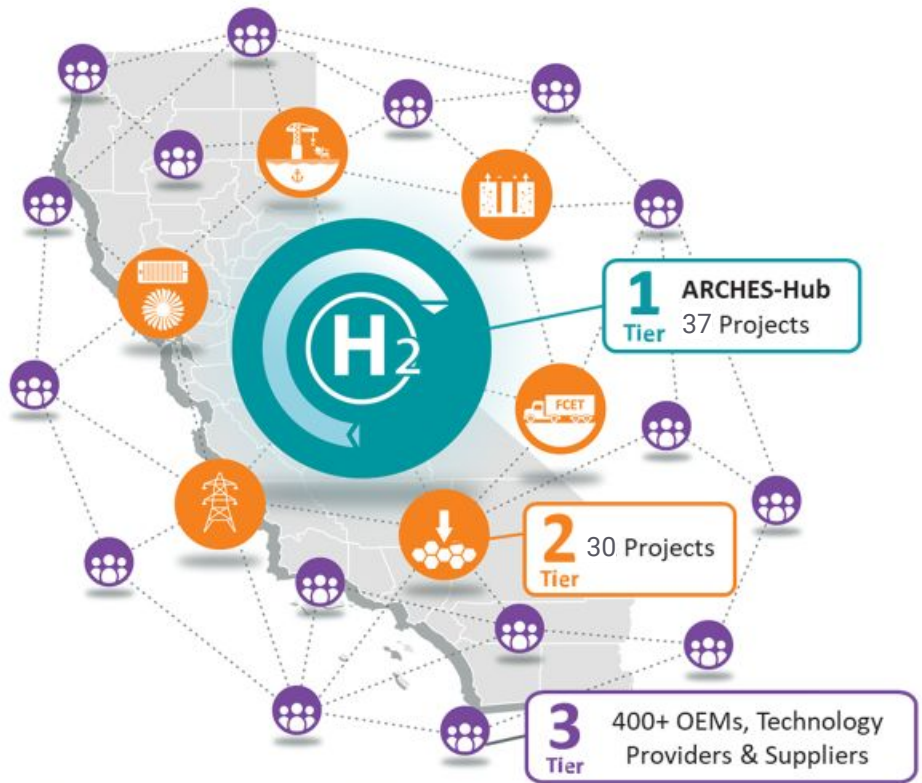 H2
1
Tier
ARCHES-Hub
37 Projects
FCET
2
Tier
30 Projects
3
Tier
400+ OEMs, Technology
Providers & Suppliers